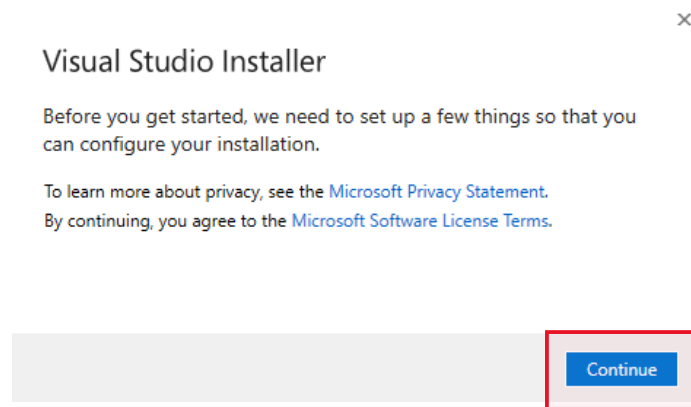 Visual Studio Installer
Before you get started, we need to set up a few things so that you
can configure your installation.
To learn more about privacy, see the Microsoft Privacy Statement.
By continuing, you agree to the Microsoft Software License Terms.
Continue